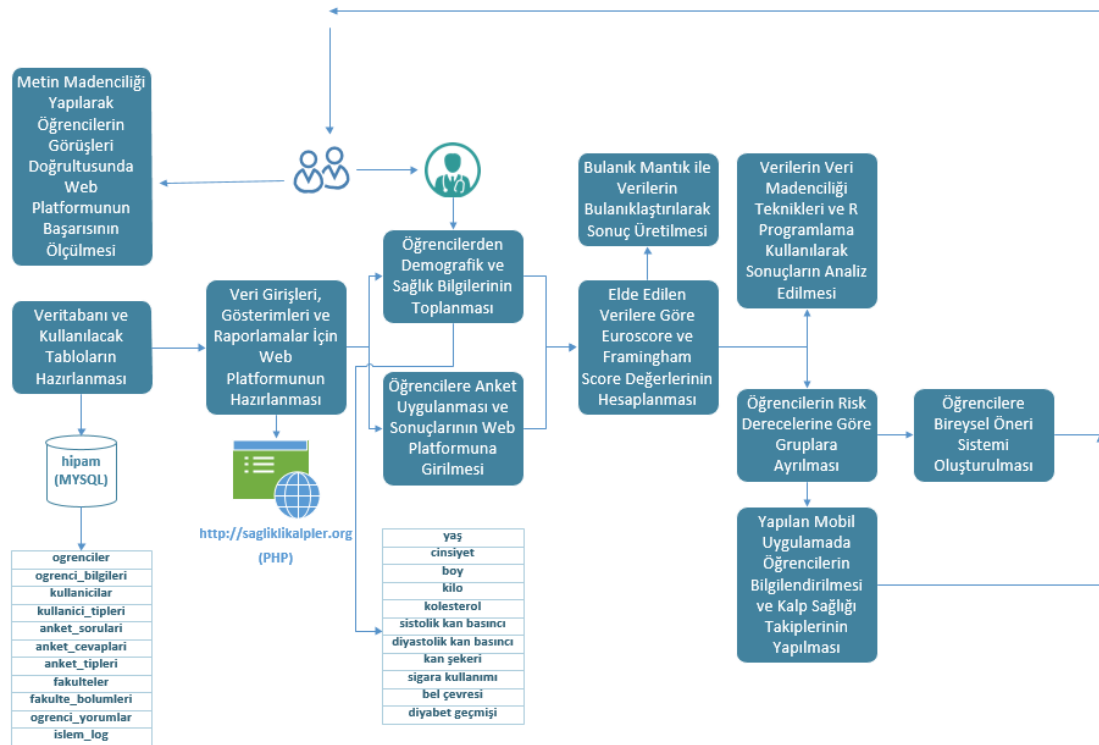 Metin Madenciliği
Yapılarak
Öğrencilerin
Görüşleri
Doğrultusunda
Web
Platformunun
Başarısının
Ölçülmesi
Veritabanı ve
Kullanılacak
Tabloların
Hazırlanması
hipam
(MYSQL)
ogrenciler
ogrenci_bilgileri
kullanicilar
kullanici_tipleri
anket_sorulari
anket_cevaplari
anket_tipleri
fakulteler
fakulte_bolumleri
ogrenci_yorumlar
islem_log
Veri Girişleri,
Gösterimleri ve
Raporlamalar İçin
Web
Platformunun
Hazırlanması
http://sagliklikalpler.org
(PHP)
Öğrencilerden
Demografik ve
Sağlık Bilgilerinin
Toplanması
Öğrencilere Anket
Uygulanması ve
Sonuçlarının Web
Platformuna
Girilmesi
yaş
cinsiyet
boy
kilo
kolesterol
sistolik kan basıncı
diyastolik kan basıncı
kan şekeri
sigara kullanımı
bel çevresi
diyabet geçmişi
Bulanık Mantık ile
Verilerin
Bulanıklaştırılarak
Sonuç Üretilmesi
Elde Edilen
Verilere Göre
Euroscore ve
Framingham
Score Değerlerinin
Hesaplanması
Verilerin Veri
Madenciliği
Teknikleri ve R
Programlama
Kullanılarak
Sonuçların Analiz
Edilmesi
Öğrencilerin Risk
Derecelerine Göre
Gruplara
Ayrılması
Öğrencilere
Bireysel Öneri
Sistemi
Oluşturulması
Yapılan Mobil
Uygulamada
Öğrencilerin
Bilgilendirilmesi
ve Kalp Sağlığı
Takiplerinin
Yapılması